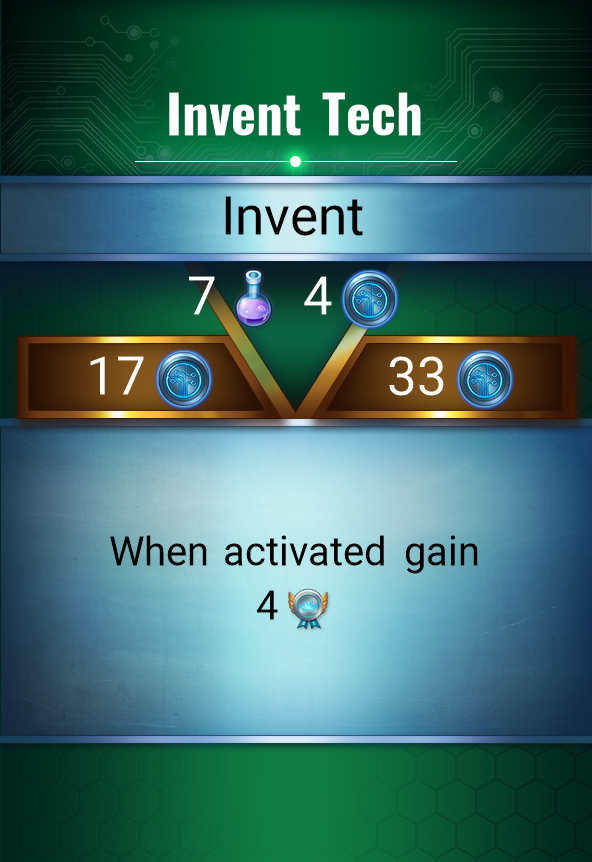 Invent Tech
Invent
7 4
17 33
When activated gain
4